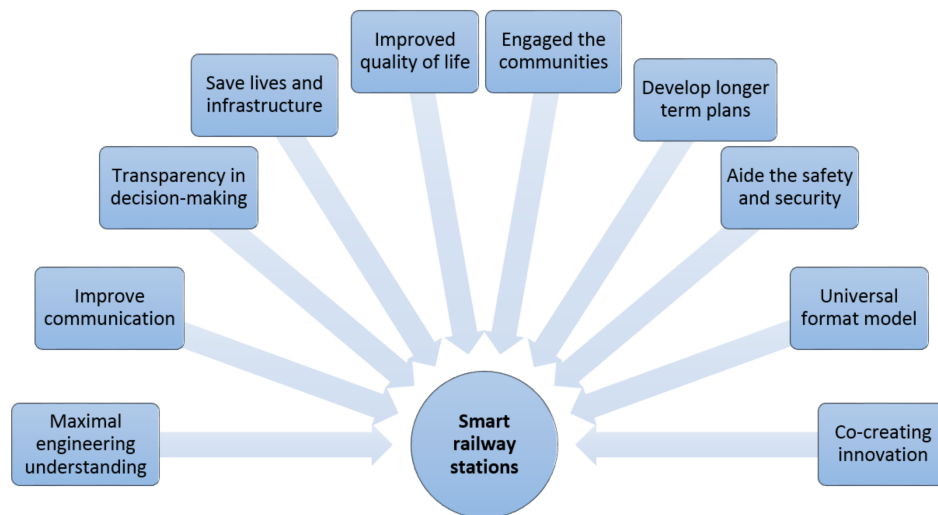 Improved
quality of life
Engaged the
communities
Save lives and
infrastructure
Develop longer
term plans
Transparency in
decision-making
Aide the safety
and security
Improve
communication
Universal
format model
Maximal
engineering
understanding
Smart
railway
stations
Co-creating
innovation